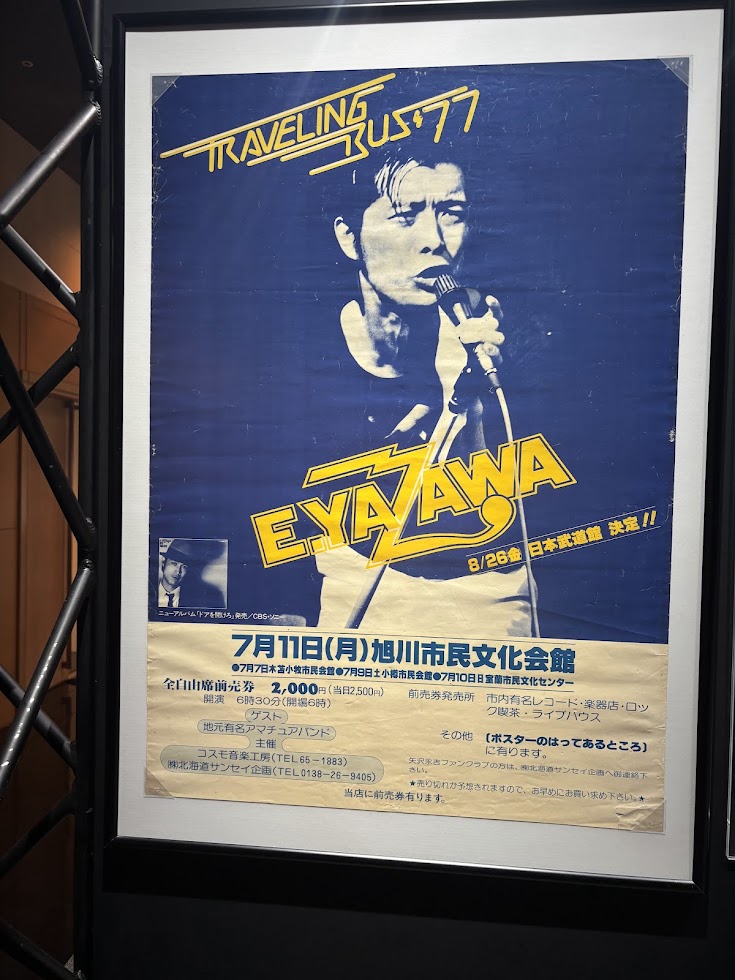 TRAVELING
BUS'77
E.YAZAWA
8/26金 日本武道館 決定!!
ニューアルバム「ドアを開けろ」発売/CBS・ソニー
7月11日(月)旭川市民文化会館
●7月7日木苫小牧市民会館●7月9日土小樽市民会館●7月10日日室蘭市民文化センター
全自由席前売券 2,000円(当日2,500円)
開演 6時30分(開場6時)
ゲスト
地元有名アマチュアバンド
主催
コスモ音楽工房(TEL65-1883)
㈱北海道サンセイ企画(TEL0138-26-9405)
前売券発売所 市内有名レコード・楽器店・ロッ
ク喫茶・ライブハウス
その他 〔ポスターのはってあるところ〕
に有ります。
矢沢永吉ファンクラブの方は、㈱北海道サンセイ企画へ御連絡下
さい。
★売り切れが予想されますので、お早めにお買い求め下さい。★
当店に前売券有ります。